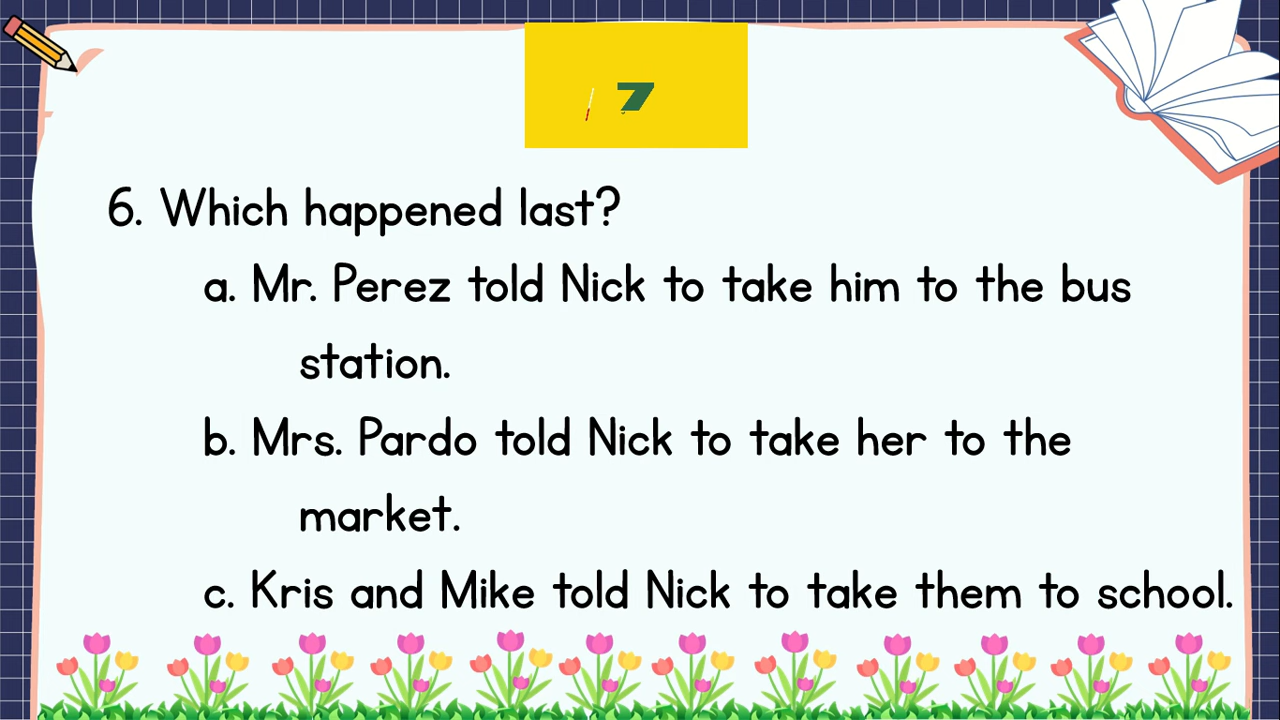 7
6. Which happened last?
a. Mr. Perez told Nick to take him to the bus
station.
b. Mrs. Pardo told Nick to take her to the
market.
c. Kris and Mike told Nick to take them to school.